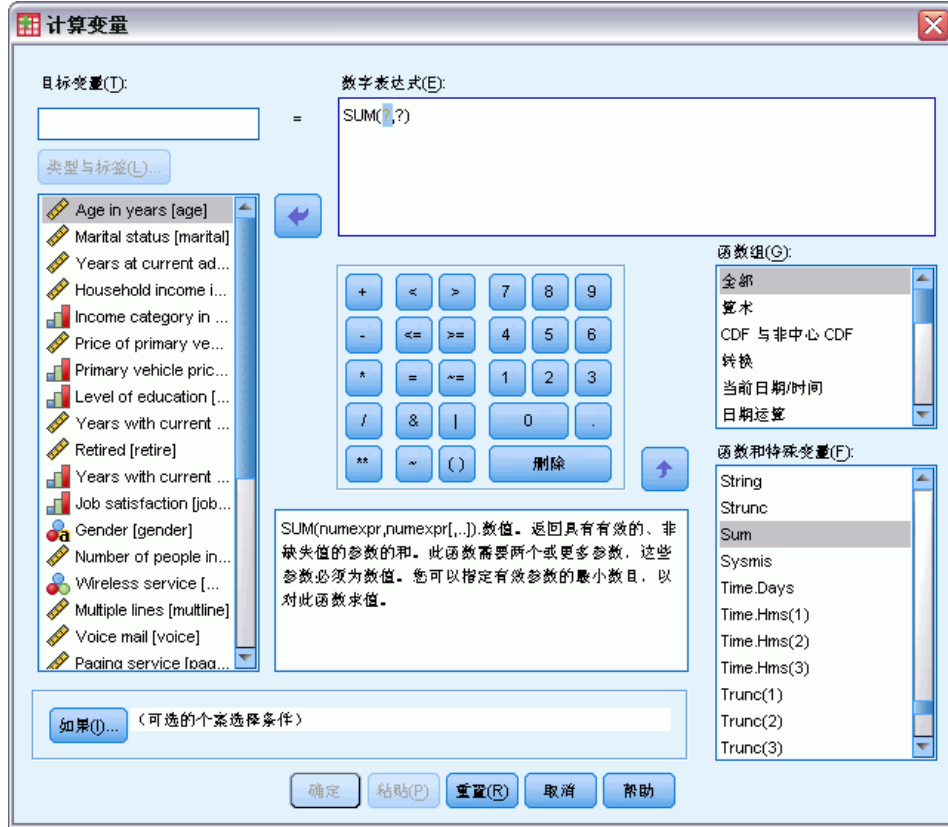 计算变量
目标变量(T):
数字表达式(E):
=
SUM(?,?)
类型与标签(L)...
Age in years [age]
Marital status [marital]
Years at current ad...
Household income i...
Income category in ...
Price of primary ve...
Primary vehicle pric...
Level of education [...
Years with current ...
Retired [retire]
Years with current ...
Job satisfaction [job...
Gender [gender]
Number of people in...
Wireless service [...
Multiple lines [multline]
Voice mail [voice]
Paging service [pag...
+ < > 7 8 9
- <= >= 4 5 6
* = ~= 1 2 3
/ & | 0 .
** ~ ( ) 删除
函数组(G):
全部
算术
CDF 与非中心 CDF
转换
当前日期/时间
日期运算
函数和特殊变量(F):
String
Strunc
Sum
Sysmis
Time.Days
Time.Hms(1)
Time.Hms(2)
Time.Hms(3)
Trunc(1)
Trunc(2)
Trunc(3)
SUM(numexpr,numexpr[,..]).数值。返回具有有效的、非
缺失值的参数的和。此函数需要两个或更多参数，这些
参数必须为数值。您可以指定有效参数的最小数目，以
对此函数求值。
如果(I)...
（可选的个案选择条件）
确定
粘贴(P)
重置(R)
取消
帮助